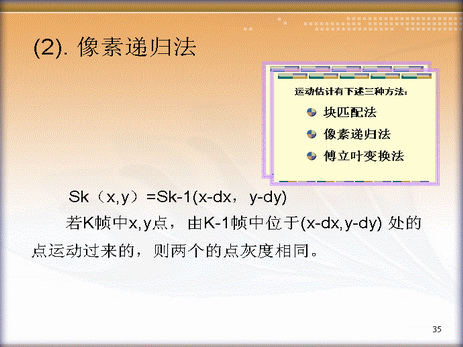 (2). 像素递归法
运动估计有下述三种方法:
块匹配法
像素递归法
傅立叶变换法
Sk（x,y）=Sk-1(x-dx，y-dy)
若K帧中x,y点，由K-1帧中位于(x-dx,y-dy) 处的
点运动过来的，则两个的点灰度相同。
35